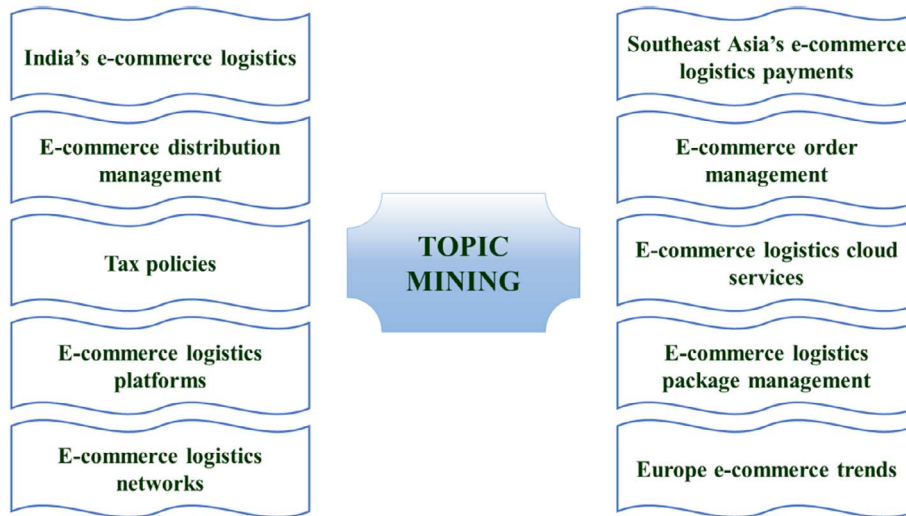 India’s e-commerce logistics
E-commerce distribution
management
Tax policies
E-commerce logistics
platforms
E-commerce logistics
networks
TOPIC
MINING
Southeast Asia’s e-commerce
logistics payments
E-commerce order
management
E-commerce logistics cloud
services
E-commerce logistics
package management
Europe e-commerce trends